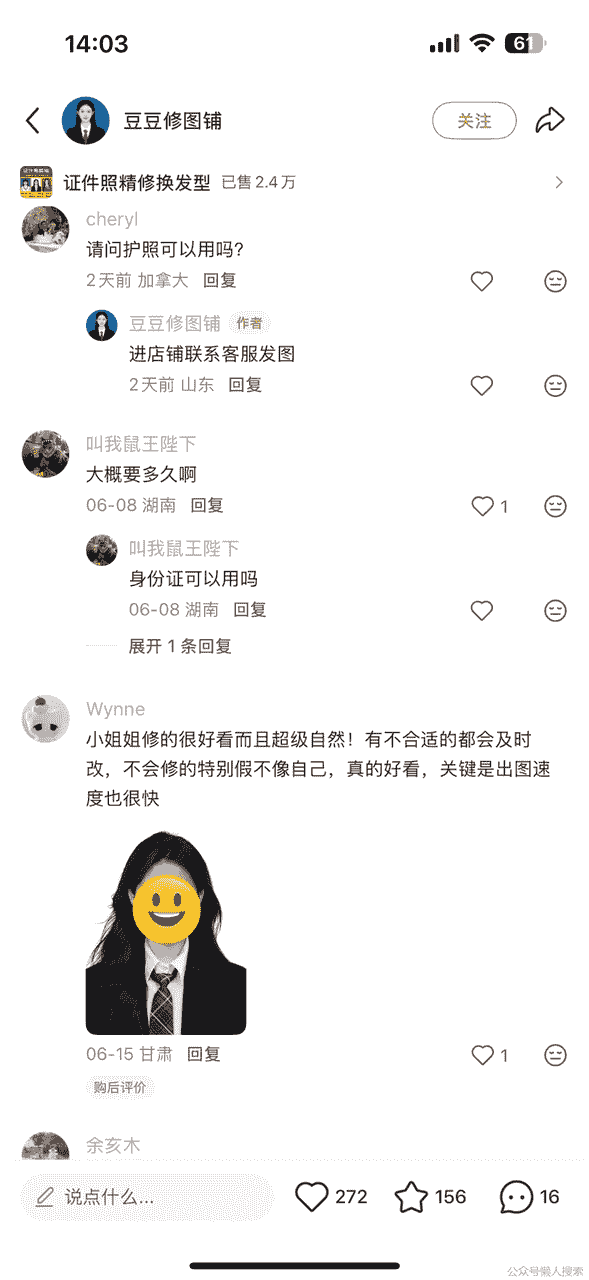 14:03
61
豆豆修图铺
关注
证件照精修换发型 已售2.4万
cheryl
请问护照可以用吗?
2天前 加拿大 回复
豆豆修图铺 作者
进店铺联系客服发图
2天前 山东 回复
叫我鼠王陛下
大概要多久啊
06-08 湖南 回复
1
叫我鼠王陛下
身份证可以用吗
06-08 湖南 回复
展开 1 条回复
Wynne
小姐姐修的很好看而且超级自然！有不合适的都会及时
改，不会修的特别假不像自己，真的好看，关键是出图速
度也很快
06-15 甘肃 回复
1
购后评价
余亥木
说点什么...
272
156
16
公众号懒人搜索